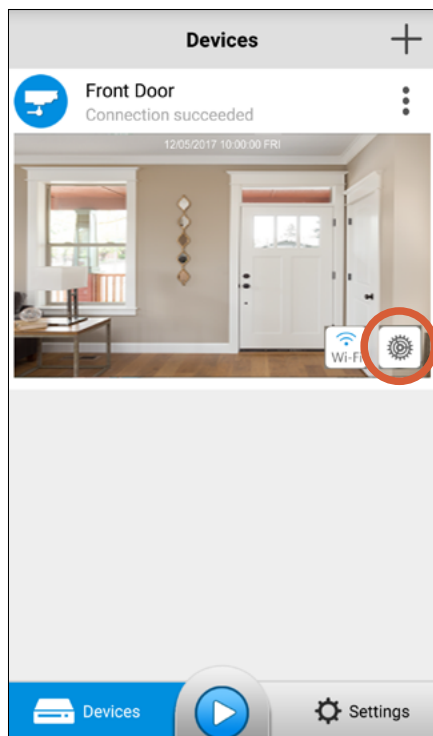 Devices
Front Door
Connection succeeded
12/05/2017 10:00:00 FRI
Wi-Fi
Devices
Settings